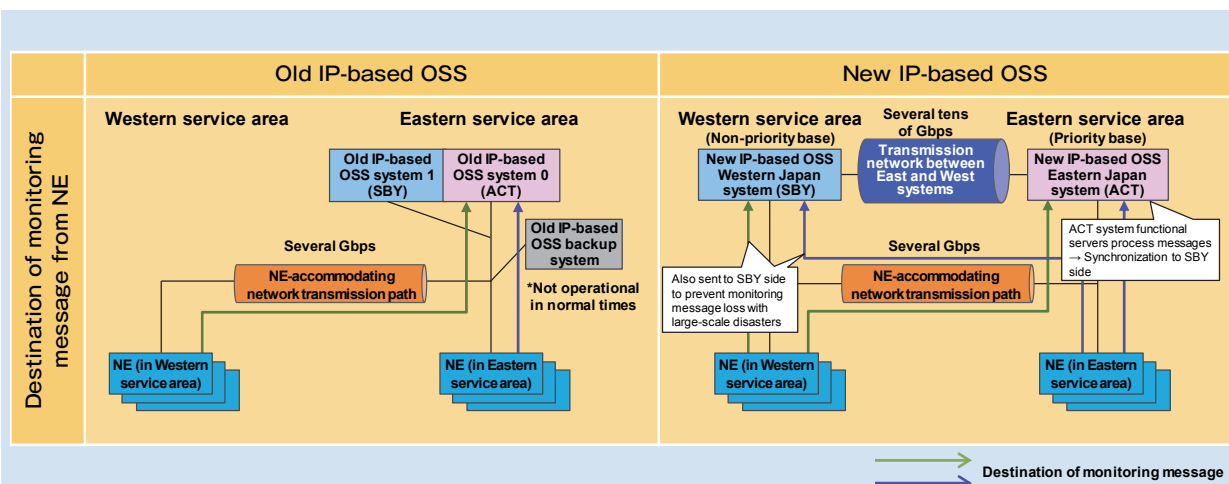 Old IP-based OSS
New IP-based OSS
Destination of monitoring
message from NE
Western service area
Eastern service area
Old IP-based
OSS system 1
(SBY)
Old IP-based
OSS system 0
(ACT)
Old IP-based
OSS backup
system
*Not operational
in normal times
Several Gbps
NE-accommodating
network transmission path
NE (in Western
service area)
NE (in Eastern
service area)
Western service area
(Non-priority base)
Several tens
of Gbps
Eastern service area
(Priority base)
New IP-based OSS
Western Japan
system (SBY)
Transmission
network between
East and West
systems
New IP-based OSS
Eastern Japan
system (ACT)
ACT system functional
servers process messages
→ Synchronization to SBY
side
Several Gbps
NE-accommodating
network transmission path
Also sent to SBY side
to prevent monitoring
message loss with
large-scale disasters
NE (in Western
service area)
NE (in Eastern
service area)
Destination of monitoring message